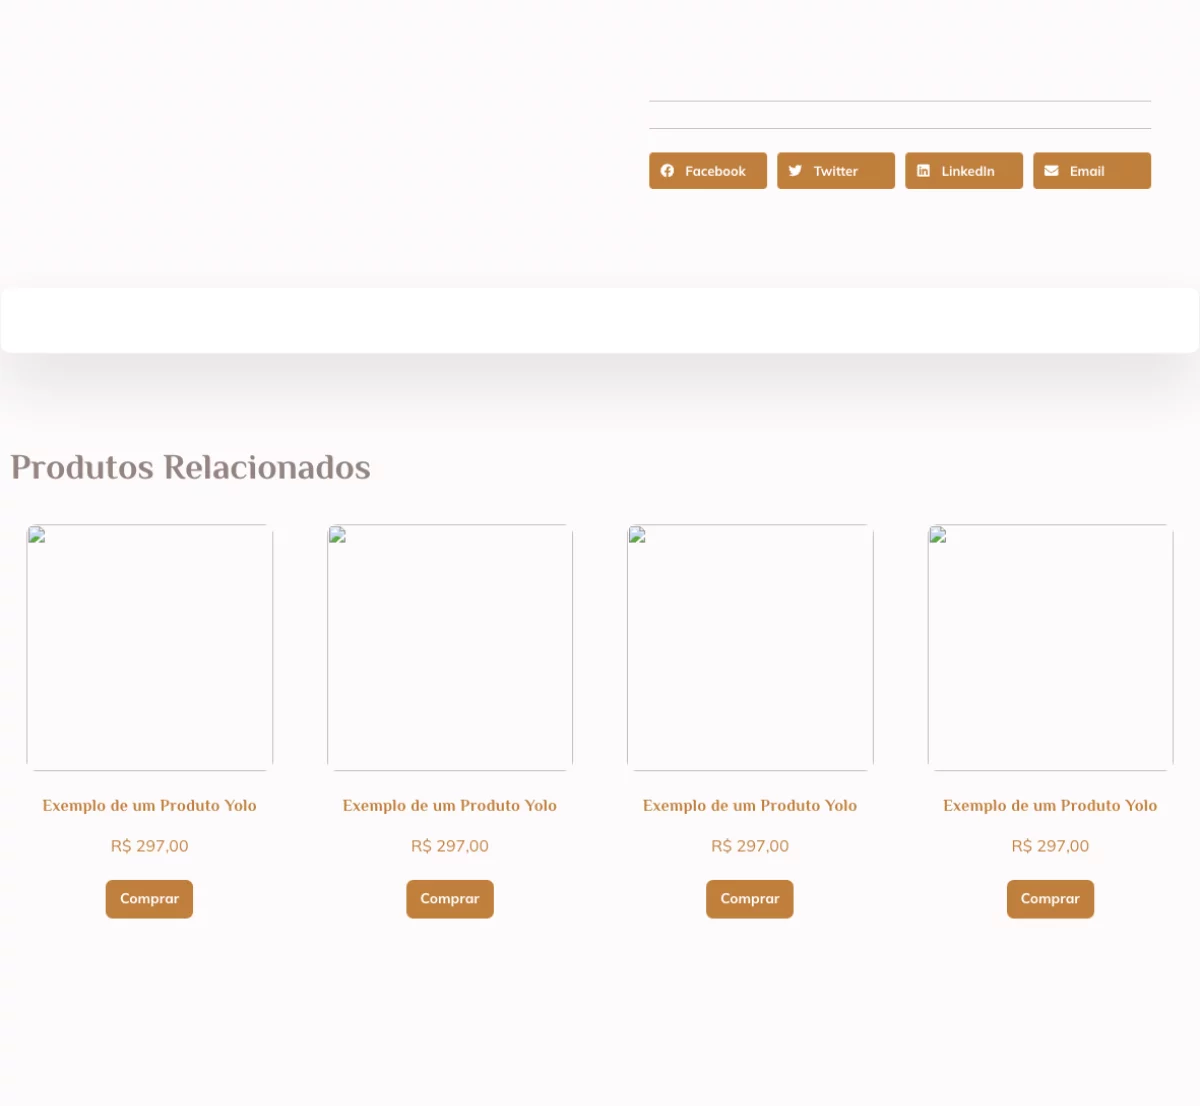 Facebook Twitter LinkedIn Email
Produtos Relacionados
Exemplo de um Produto Yolo
R$ 297,00
Comprar
Exemplo de um Produto Yolo
R$ 297,00
Comprar
Exemplo de um Produto Yolo
R$ 297,00
Comprar
Exemplo de um Produto Yolo
R$ 297,00
Comprar